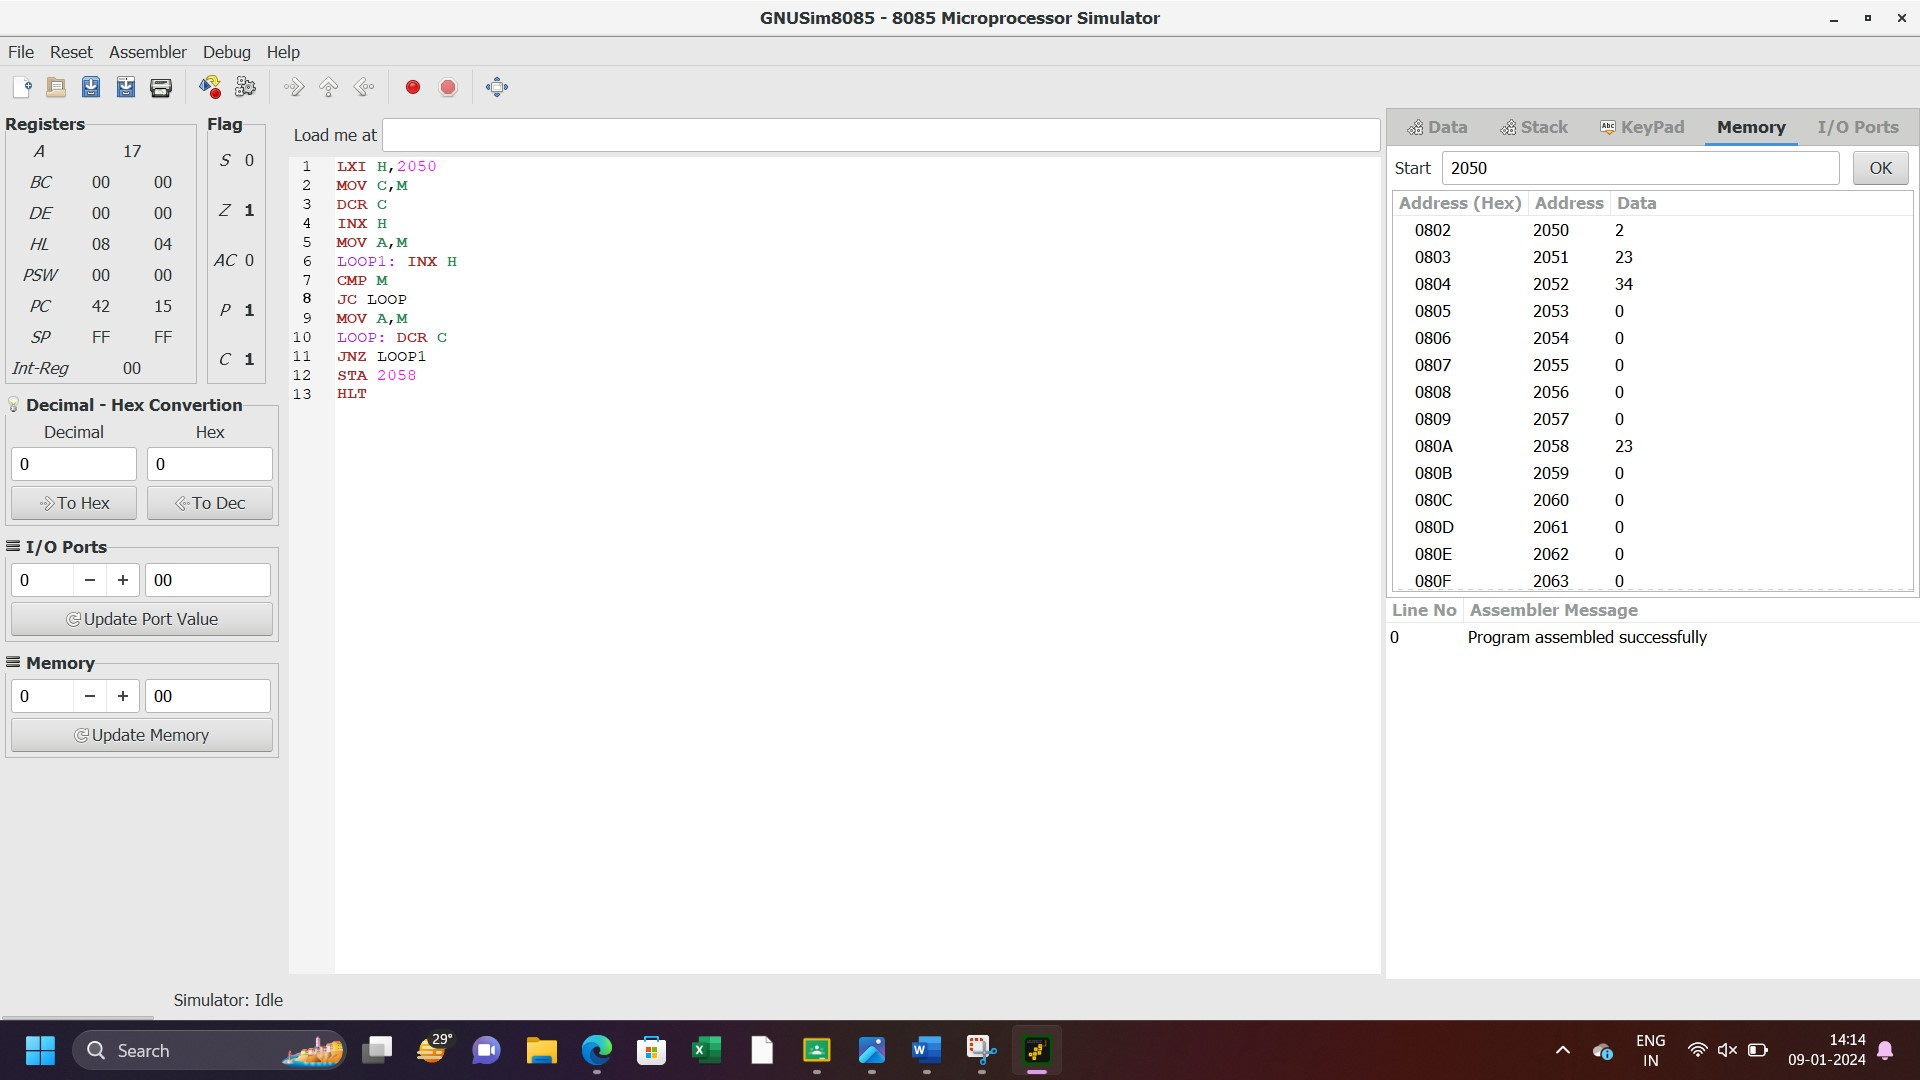 GNUSim8085 - 8085 Microprocessor Simulator
File Reset Assembler Debug Help
Registers
A 17
BC 00 00
DE 00 00
HL 08 04
PSW 00 00
PC 42 15
SP FF FF
Int-Reg 00
Flag
S 0
Z 1
AC 0
P 1
C 1
Decimal - Hex Convertion
Decimal Hex
0 0
To Hex To Dec
I/O Ports
0 − + 00
Update Port Value
Memory
0 − + 00
Update Memory
Load me at
1 LXI H,2050
2 MOV C,M
3 DCR C
4 INX H
5 MOV A,M
6 LOOP1: INX H
7 CMP M
8 JC LOOP
9 MOV A,M
10 LOOP: DCR C
11 JNZ LOOP1
12 STA 2058
13 HLT
Data Stack Abc KeyPad Memory I/O Ports
Start 2050 OK
Address (Hex) Address Data
0802 2050 2
0803 2051 23
0804 2052 34
0805 2053 0
0806 2054 0
0807 2055 0
0808 2056 0
0809 2057 0
080A 2058 23
080B 2059 0
080C 2060 0
080D 2061 0
080E 2062 0
080F 2063 0
Line No Assembler Message
0 Program assembled successfully
Simulator: Idle
Search
29°
ENG
IN
14:14
09-01-2024